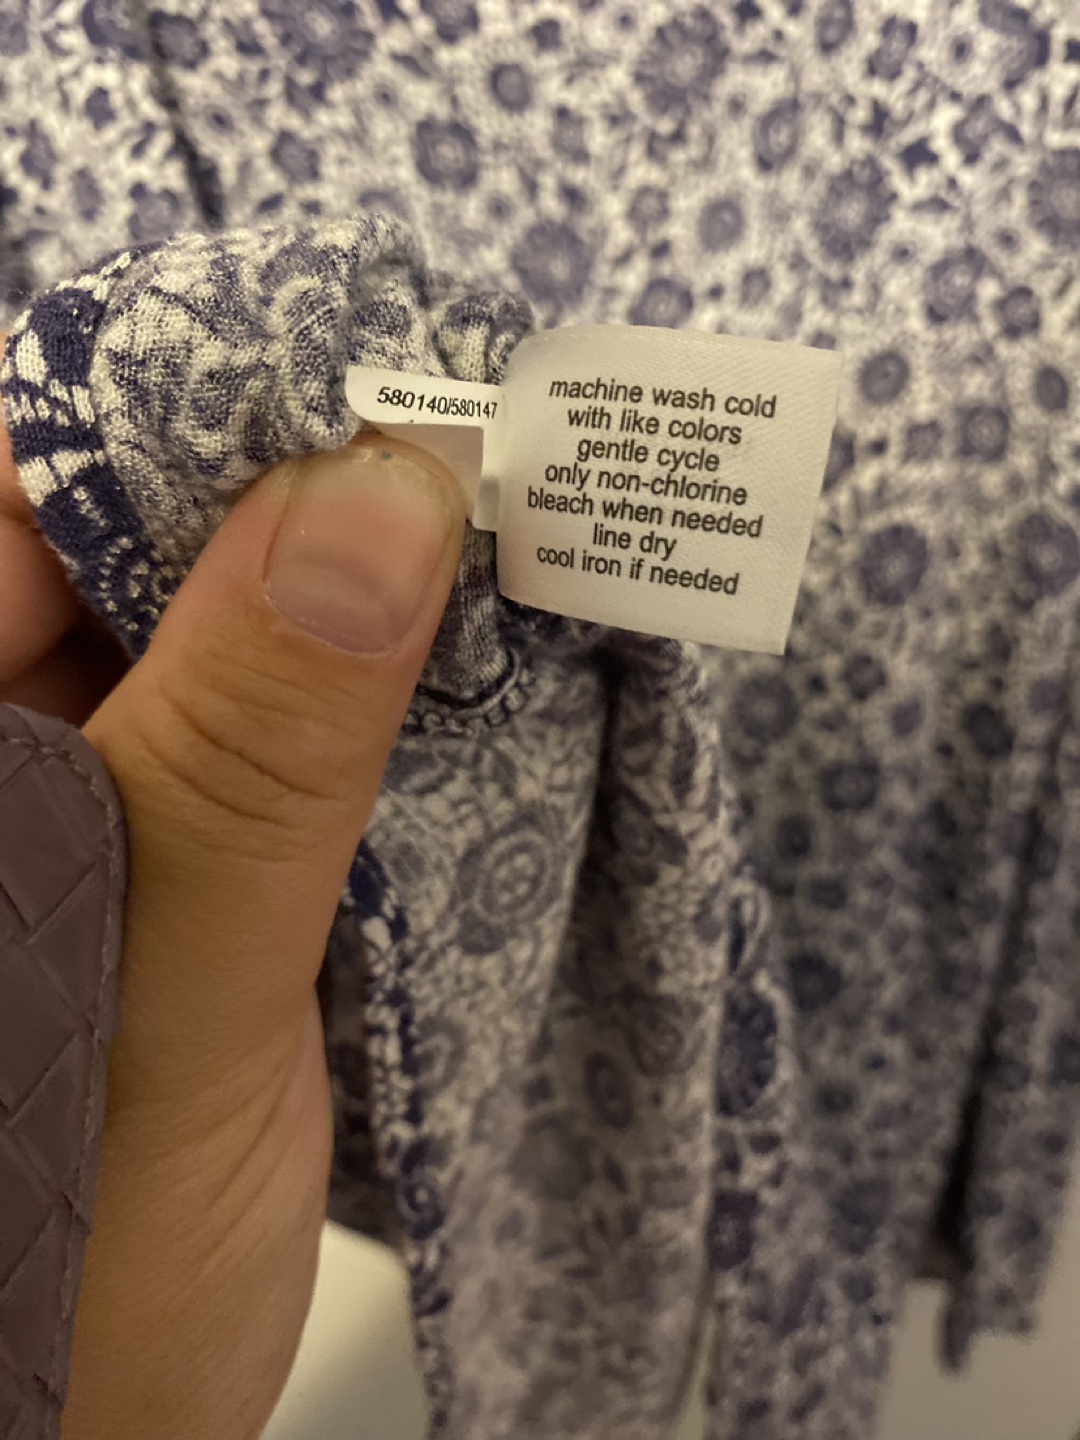 580140/580147
machine wash cold
with like colors
gentle cycle
only non-chlorine
bleach when needed
line dry
cool iron if needed